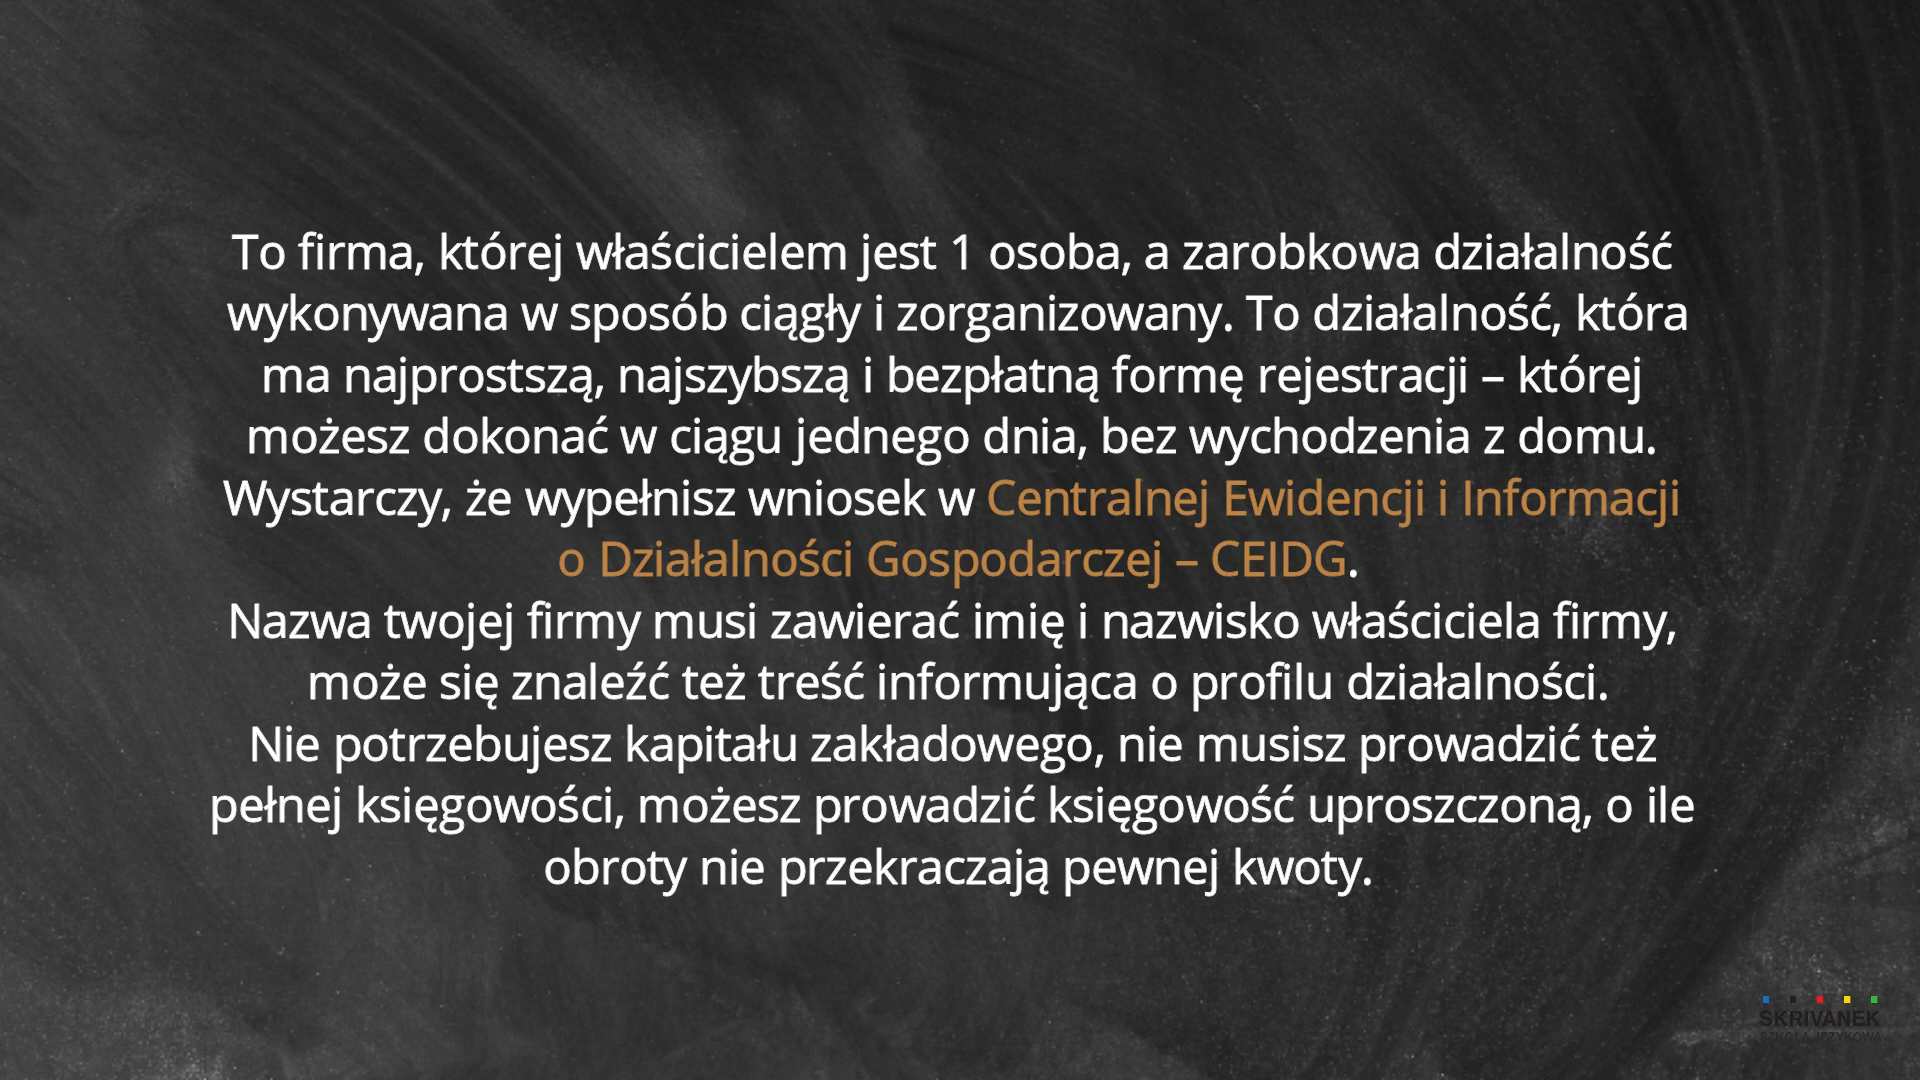 To firma, której właścicielem jest 1 osoba, a zarobkowa działalność
wykonywana w sposób ciągły i zorganizowany. To działalność, która
ma najprostszą, najszybszą i bezpłatną formę rejestracji – której
możesz dokonać w ciągu jednego dnia, bez wychodzenia z domu.
Wystarczy, że wypełnisz wniosek w Centralnej Ewidencji i Informacji
o Działalności Gospodarczej – CEIDG.
Nazwa twojej firmy musi zawierać imię i nazwisko właściciela firmy,
może się znaleźć też treść informująca o profilu działalności.
Nie potrzebujesz kapitału zakładowego, nie musisz prowadzić też
pełnej księgowości, możesz prowadzić księgowość uproszczoną, o ile
obroty nie przekraczają pewnej kwoty.
SKRIVANEK
SZKOŁA JĘZYKOWA